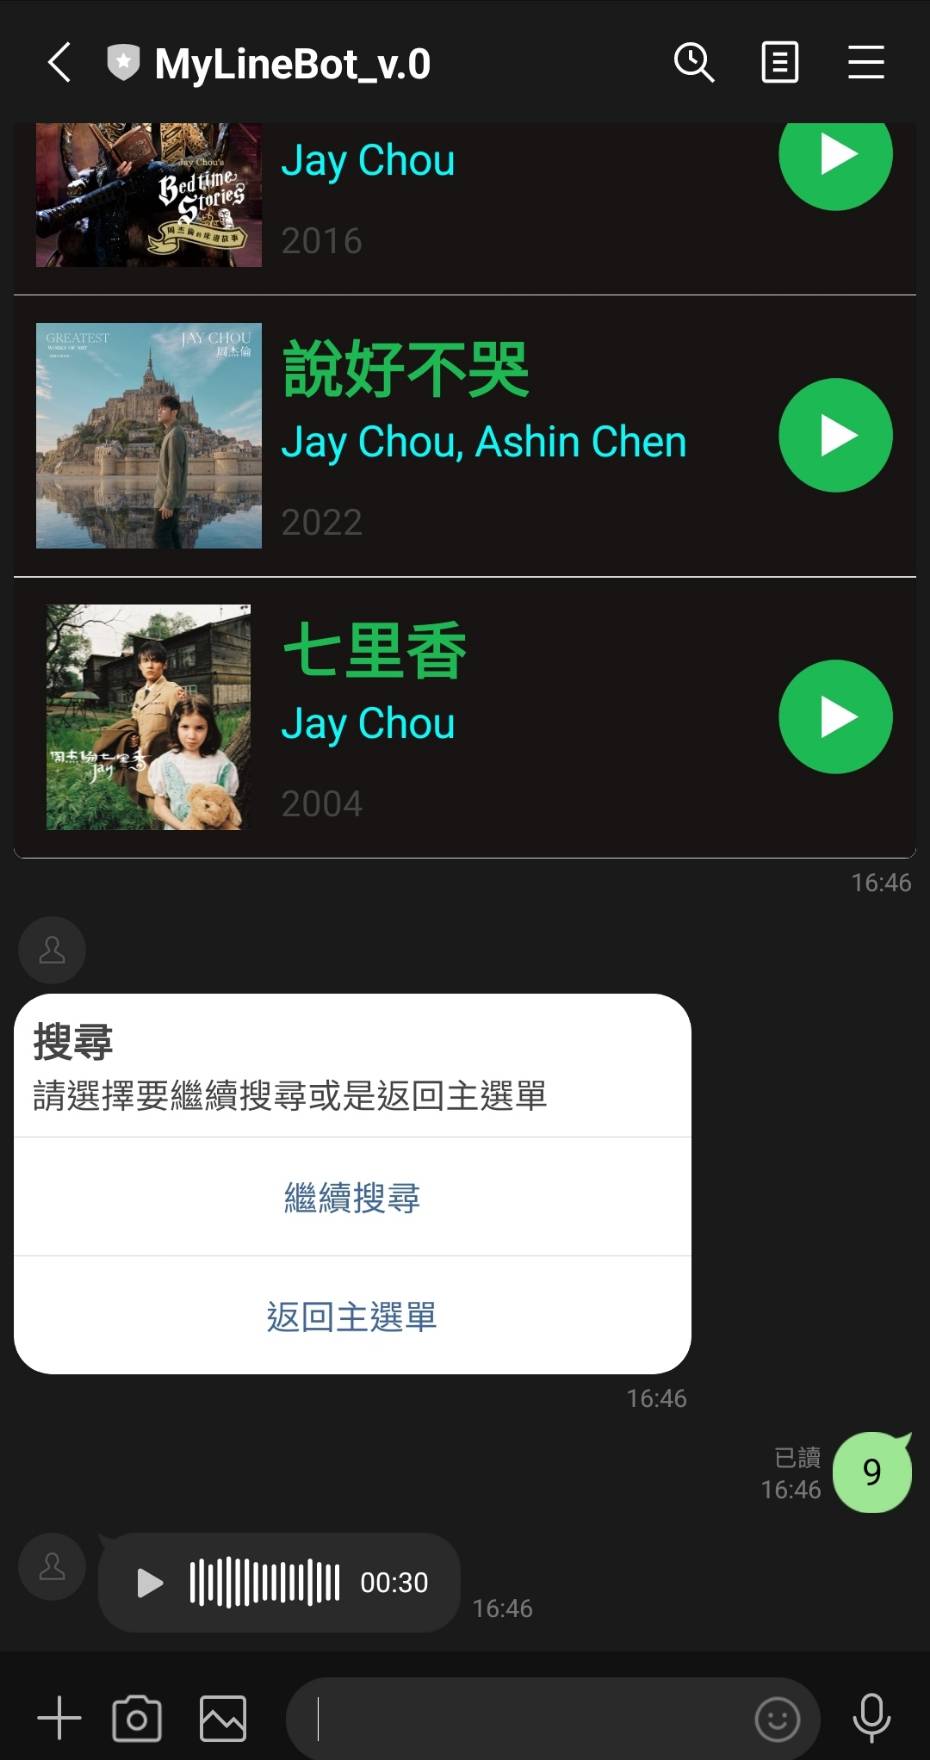 MyLineBot_v.0
Jay Chou's
Bedtime
Stories
周杰倫的床邊故事
Jay Chou
2016
GREATEST
WORKS OF ART
JAY CHOU
周杰倫
說好不哭
Jay Chou, Ashin Chen
2022
周杰倫七里香
Jay
七里香
Jay Chou
2004
16:46
搜尋
請選擇要繼續搜尋或是返回主選單
繼續搜尋
返回主選單
16:46
已讀
16:46
9
00:30
16:46